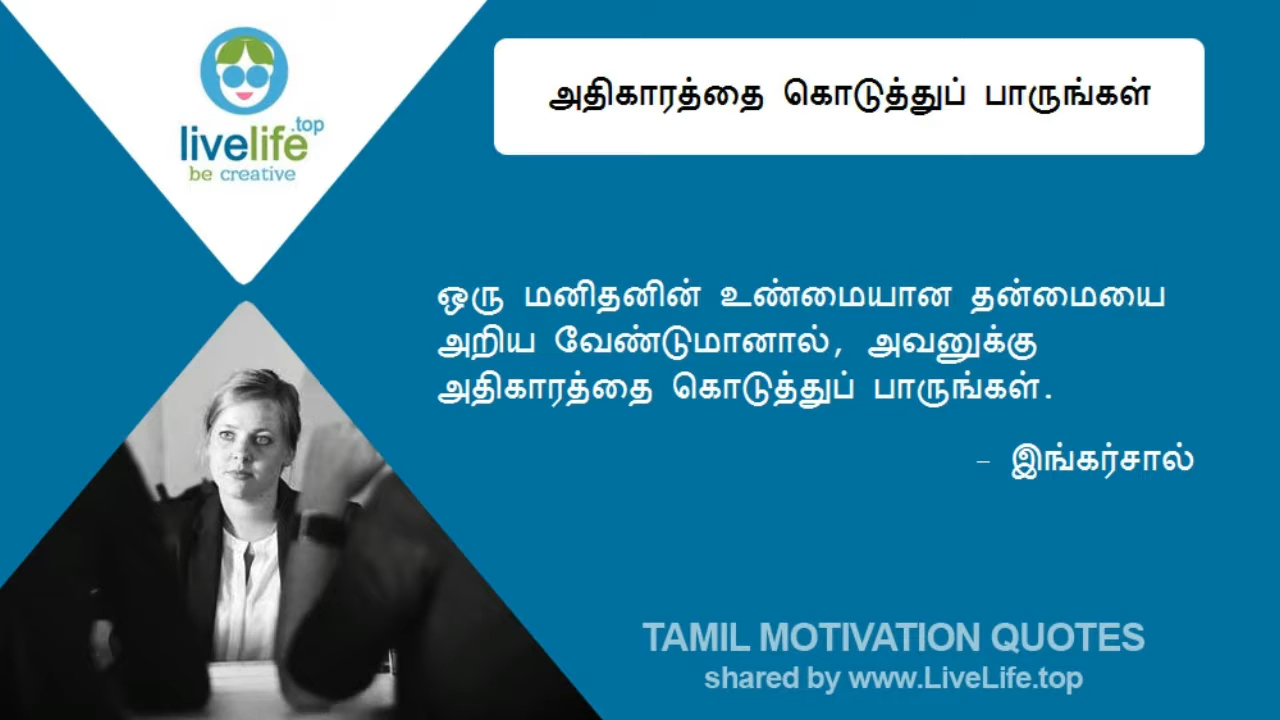 livelife.top
be creative
அதிகாரத்தை கொடுத்துப் பாருங்கள்
ஒரு மனிதனின் உண்மையான தன்மையை
அறிய வேண்டுமானால், அவனுக்கு
அதிகாரத்தை கொடுத்துப் பாருங்கள்.
- இங்கர்சால்
TAMIL MOTIVATION QUOTES
shared by www.LiveLife.top